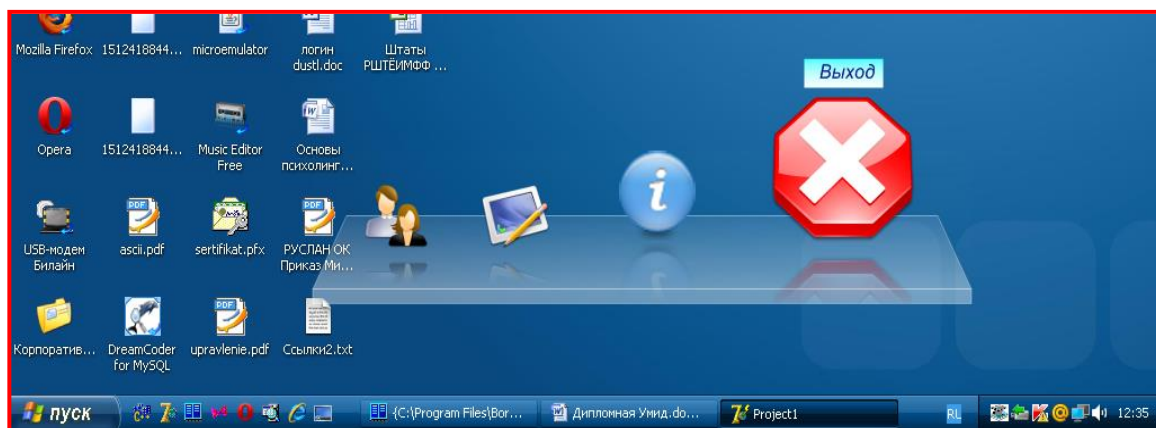 Mozilla Firefox
1512418844...
microemulator
логин
dustl.doc
Штаты
РШТЁИМФФ ...
Выход
Opera
1512418844...
Music Editor
Free
Основы
психолинг...
USB-модем
Билайн
ascii.pdf
sertifikat.pfx
РУСЛАН ОК
Приказ Ми...
Корпоратив...
DreamCoder
for MySQL
upravlenie.pdf
Ссылки2.txt
пуск
{C:\Program Files\Bor...
Дипломная Умид.do...
Project1
RL
12:35